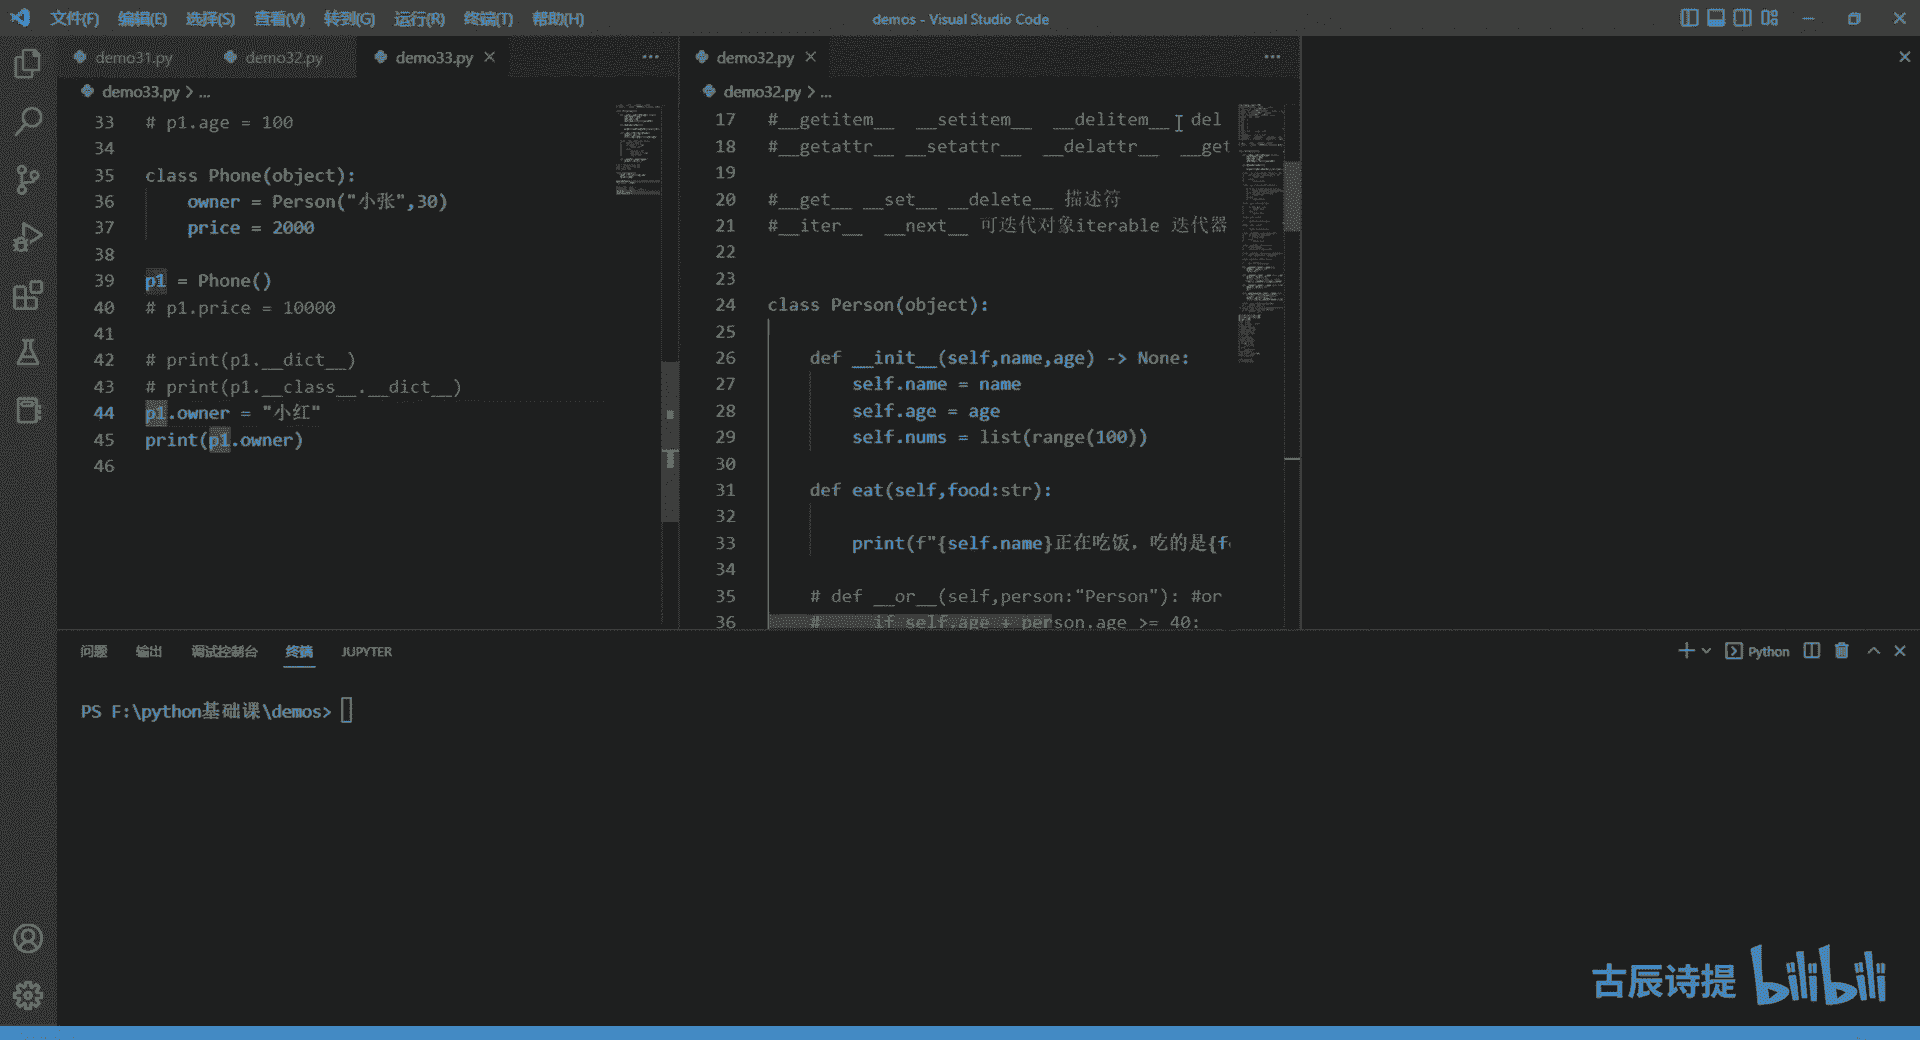 文件(F) 编辑(E) 选择(S) 查看(V) 转到(G) 运行(R) 终端(T) 帮助(H)
demos - Visual Studio Code
demo31.py demo32.py demo33.py
demo33.py > ...
33 # p1.age = 100
34
35 class Phone(object):
36 owner = Person("小张",30)
37 price = 2000
38
39 p1 = Phone()
40 # p1.price = 10000
41
42 # print(p1.__dict__)
43 # print(p1.__class__.__dict__)
44 p1.owner = "小红"
45 print(p1.owner)
46
demo32.py
demo32.py > ...
17 #__getitem__ __setitem__ __delitem__ del
18 #__getattr__ __setattr__ __delattr__ __get
19
20 #__get__ __set__ __delete__ 描述符
21 #__iter__ __next__ 可迭代对象iterable 迭代器
22
23
24 class Person(object):
25
26 def __init__(self,name,age) -> None:
27 self.name = name
28 self.age = age
29 self.nums = list(range(100))
30
31 def eat(self,food:str):
32
33 print(f"{self.name}正在吃饭，吃的是{f
34
35 # def __or__(self,person:"Person"): #or
36 # if self.age + person.age >= 40:
问题 输出 调试控制台 终端 JUPYTER
Python
PS F:\python基础课\demos>
古辰诗提 bilibili